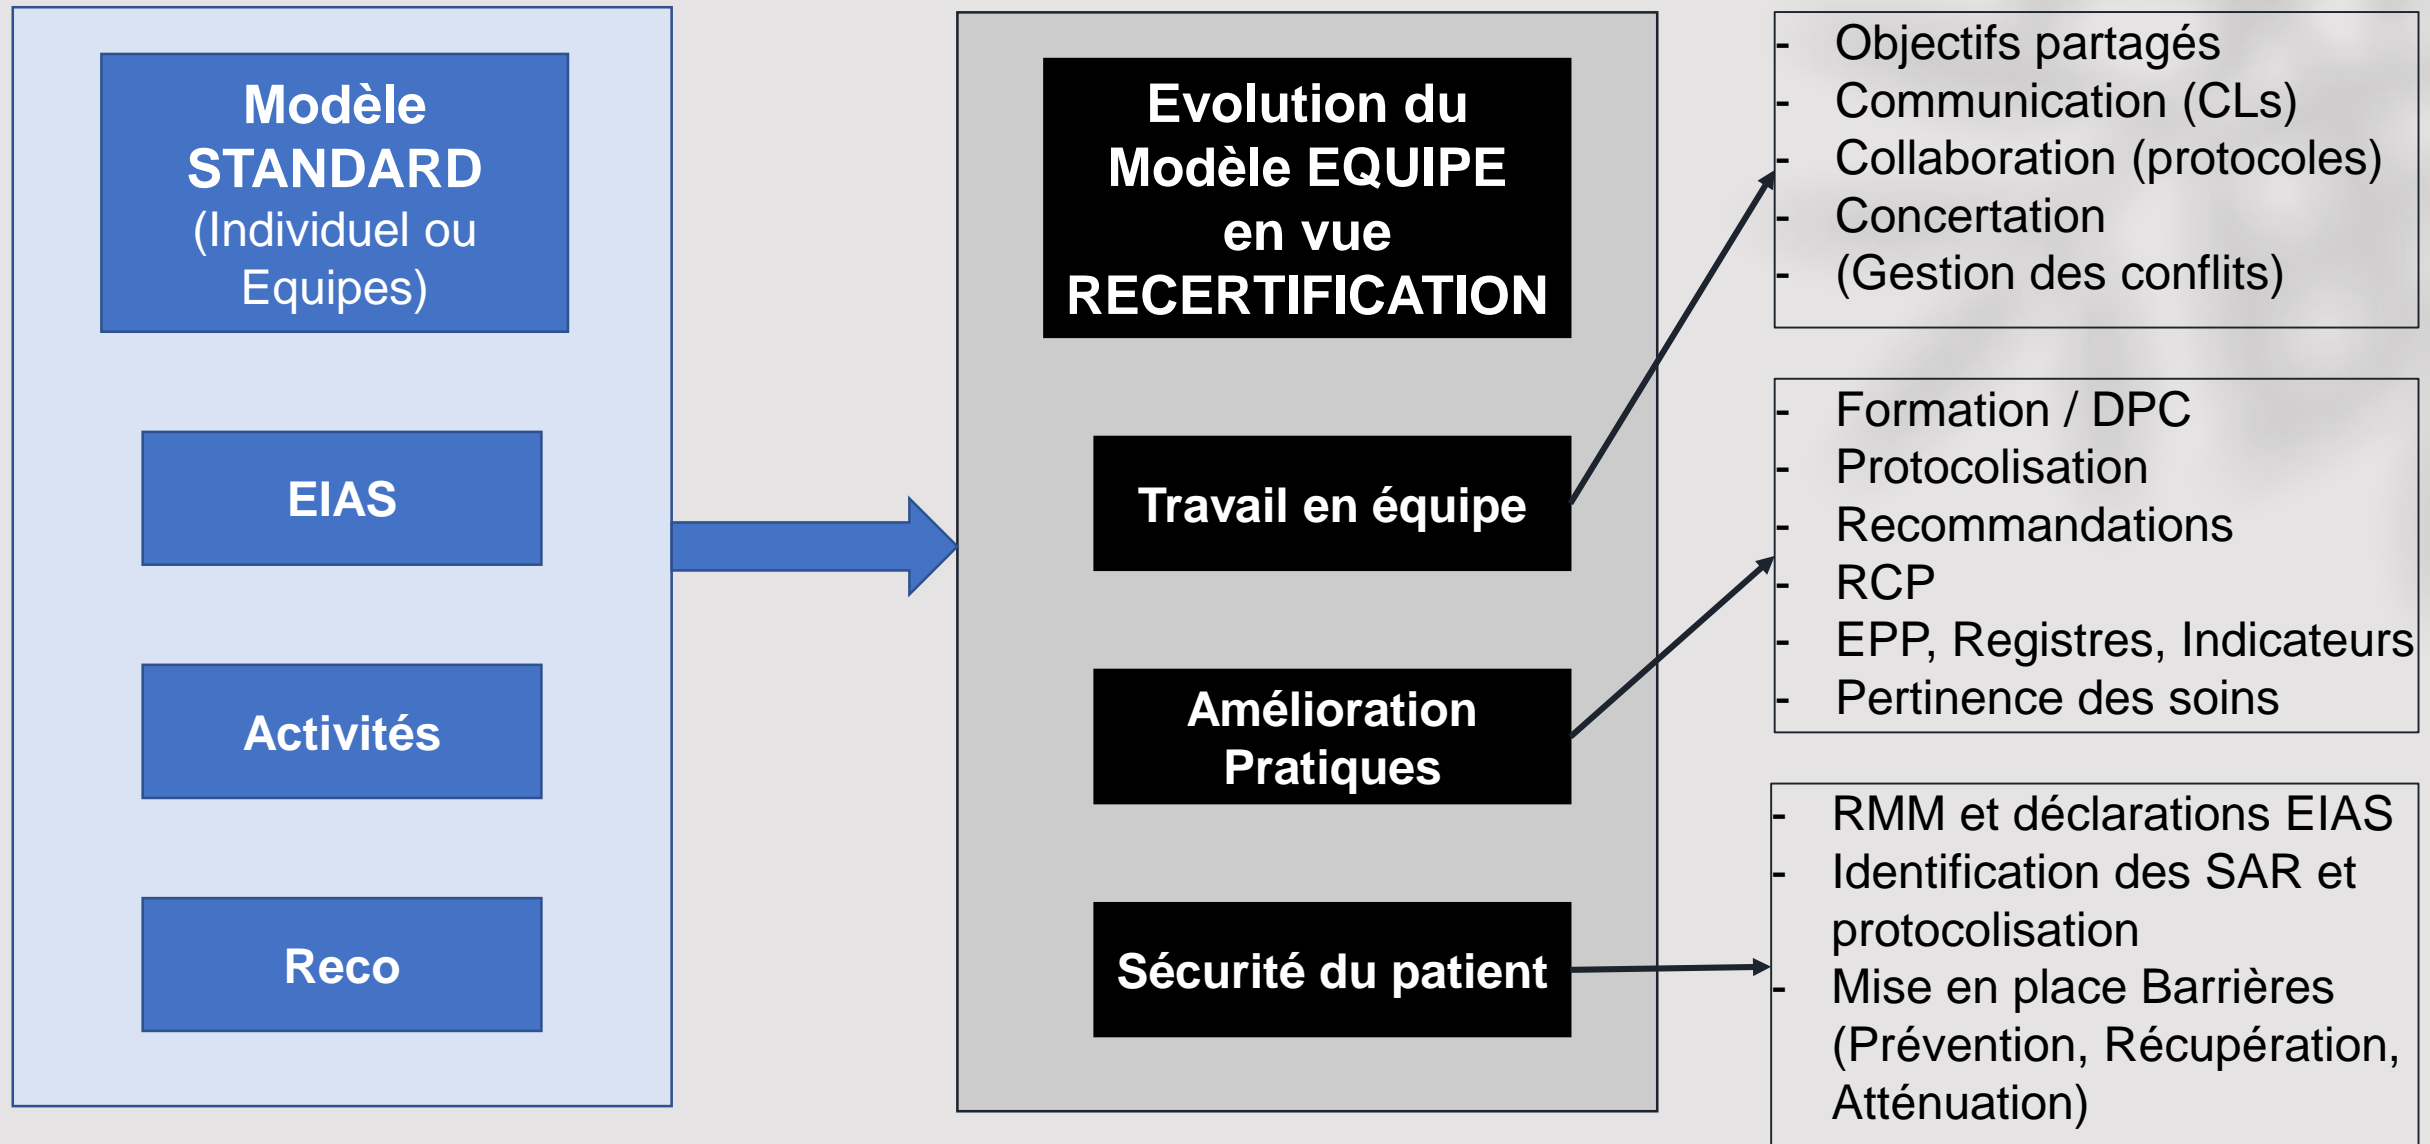 Modèle
STANDARD
(Individuel ou
Equipes)
EIAS
Activités
Reco
Evolution du
Modèle EQUIPE
en vue
RECERTIFICATION
Travail en équipe
Amélioration
Pratiques
Sécurité du patient
- Objectifs partagés
- Communication (CLs)
- Collaboration (protocoles)
- Concertation
- (Gestion des conflits)
- Formation / DPC
- Protocolisation
- Recommandations
- RCP
- EPP, Registres, Indicateurs
- Pertinence des soins
- RMM et déclarations EIAS
- Identification des SAR et
protocolisation
- Mise en place Barrières
(Prévention, Récupération,
Atténuation)